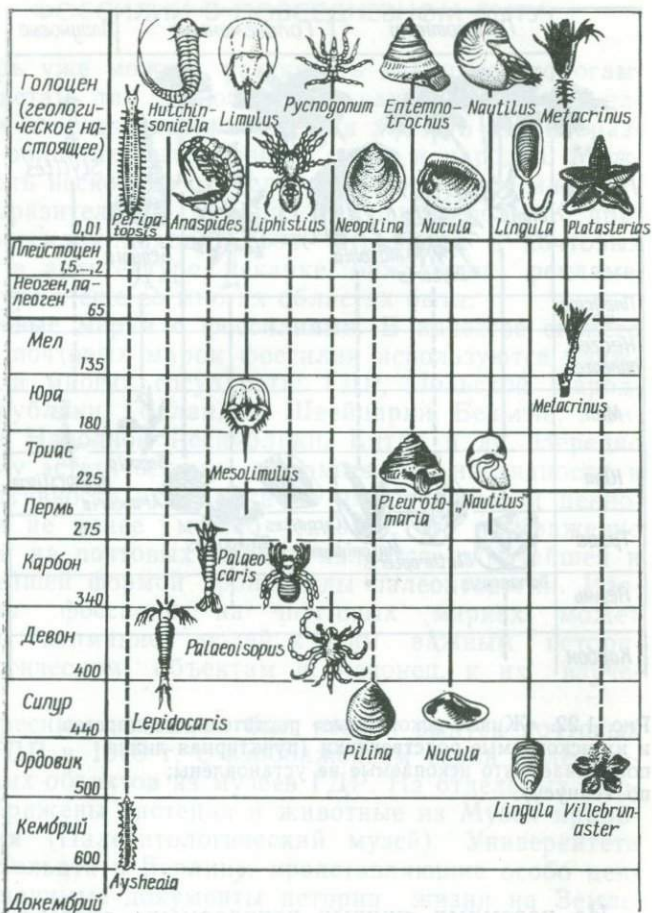 Голоцен
(геологи-
ческое на-
стоящее)
0,01
Hutchin-
soniella
Limulus
Pycnogonum
Entemno-
trochus
Nautilus
Metacrinus
Peripa-
topsis
Anaspides
Liphistius
Neopilina
Nucula
Lingula
Platasterias
Плейстоцен
1,5...,2
Неоген, па-
леоген
65
Мел
135
Metacrinus
Юра
180
Триас
225
Mesolimulus
Pleuroto-
maria
„Nautilus"
Пермь
275
Карбон
340
Palaeo-
caris
Девон
400
Palaeoisopus
Lepidocaris
Силур
440
Pilina
Nucula
Ордовик
500
Lingula
Villebrun-
aster
Кембрий
600
Aysheaia
Докембрий